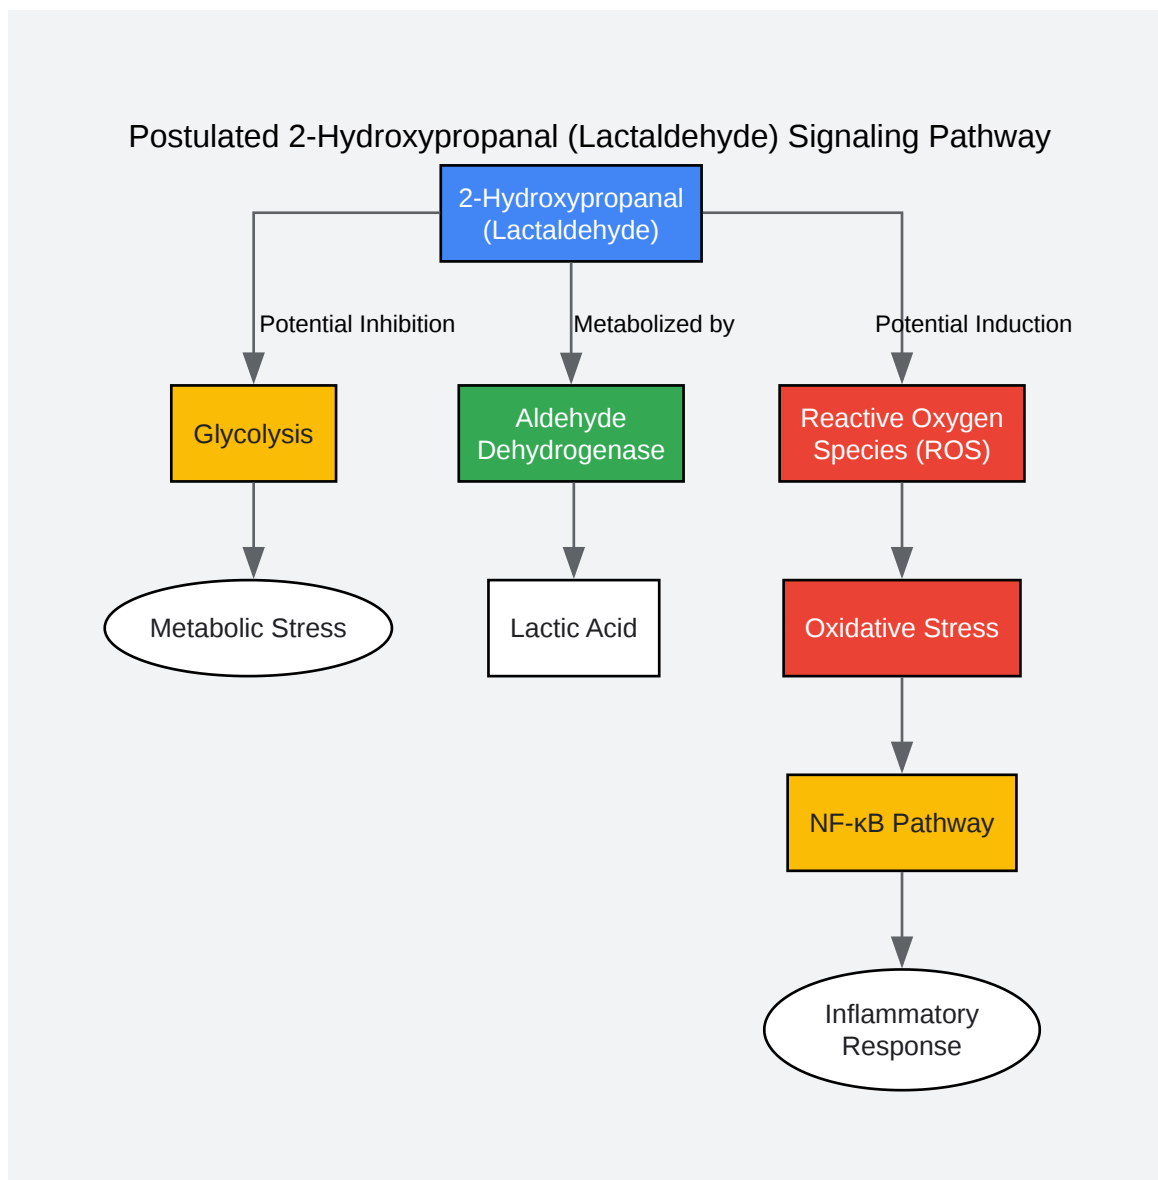 Postulated 2-Hydroxypropanal (Lactaldehyde) Signaling Pathway
2-Hydroxypropanal
(Lactaldehyde)
Potential Inhibition
Metabolized by
Potential Induction
Glycolysis
Aldehyde
Dehydrogenase
Reactive Oxygen
Species (ROS)
Metabolic Stress
Lactic Acid
Oxidative Stress
NF-κB Pathway
Inflammatory
Response